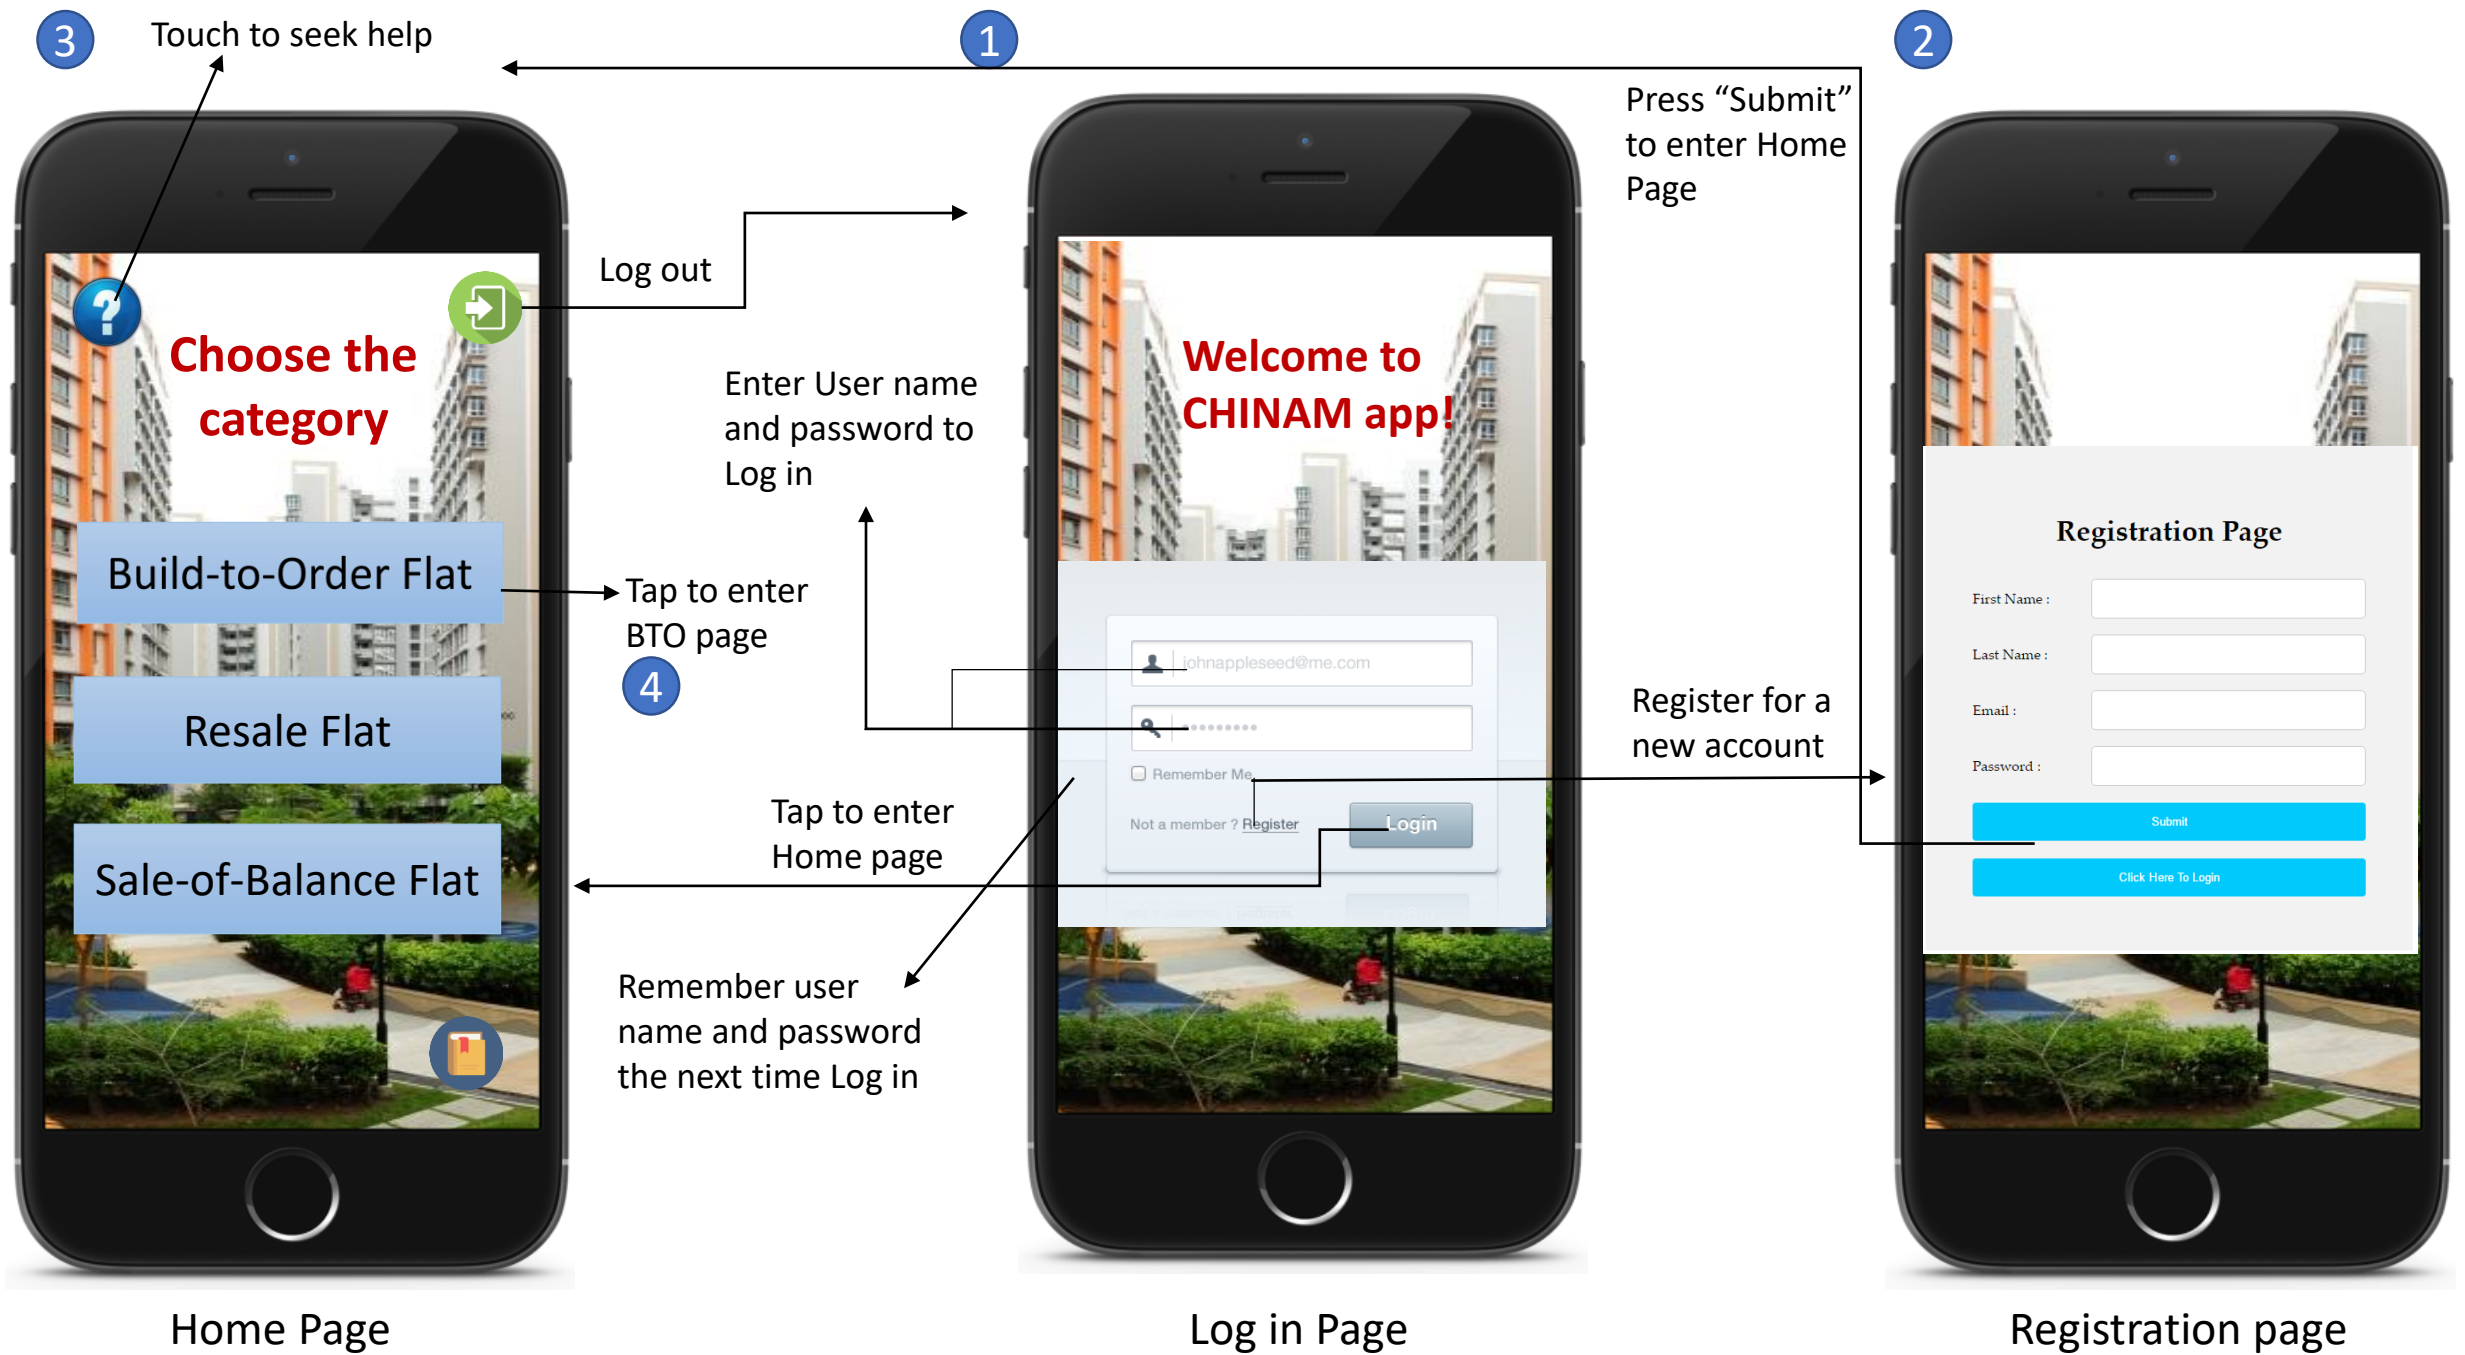 3
Touch to seek help
1
2
Press “Submit”
to enter Home
Page
Log out
?
Choose the
category
Build-to-Order Flat
Resale Flat
Sale-of-Balance Flat
Tap to enter
BTO page
4
Enter User name
and password to
Log in
Tap to enter
Home page
Remember user
name and password
the next time Log in
Welcome to
CHINAM app!
johnappleseed@me.com
Remember Me
Not a member ? Register
Login
Register for a
new account
Registration Page
First Name :
Last Name :
Email :
Password :
Submit
Click Here To Login
Home Page
Log in Page
Registration page